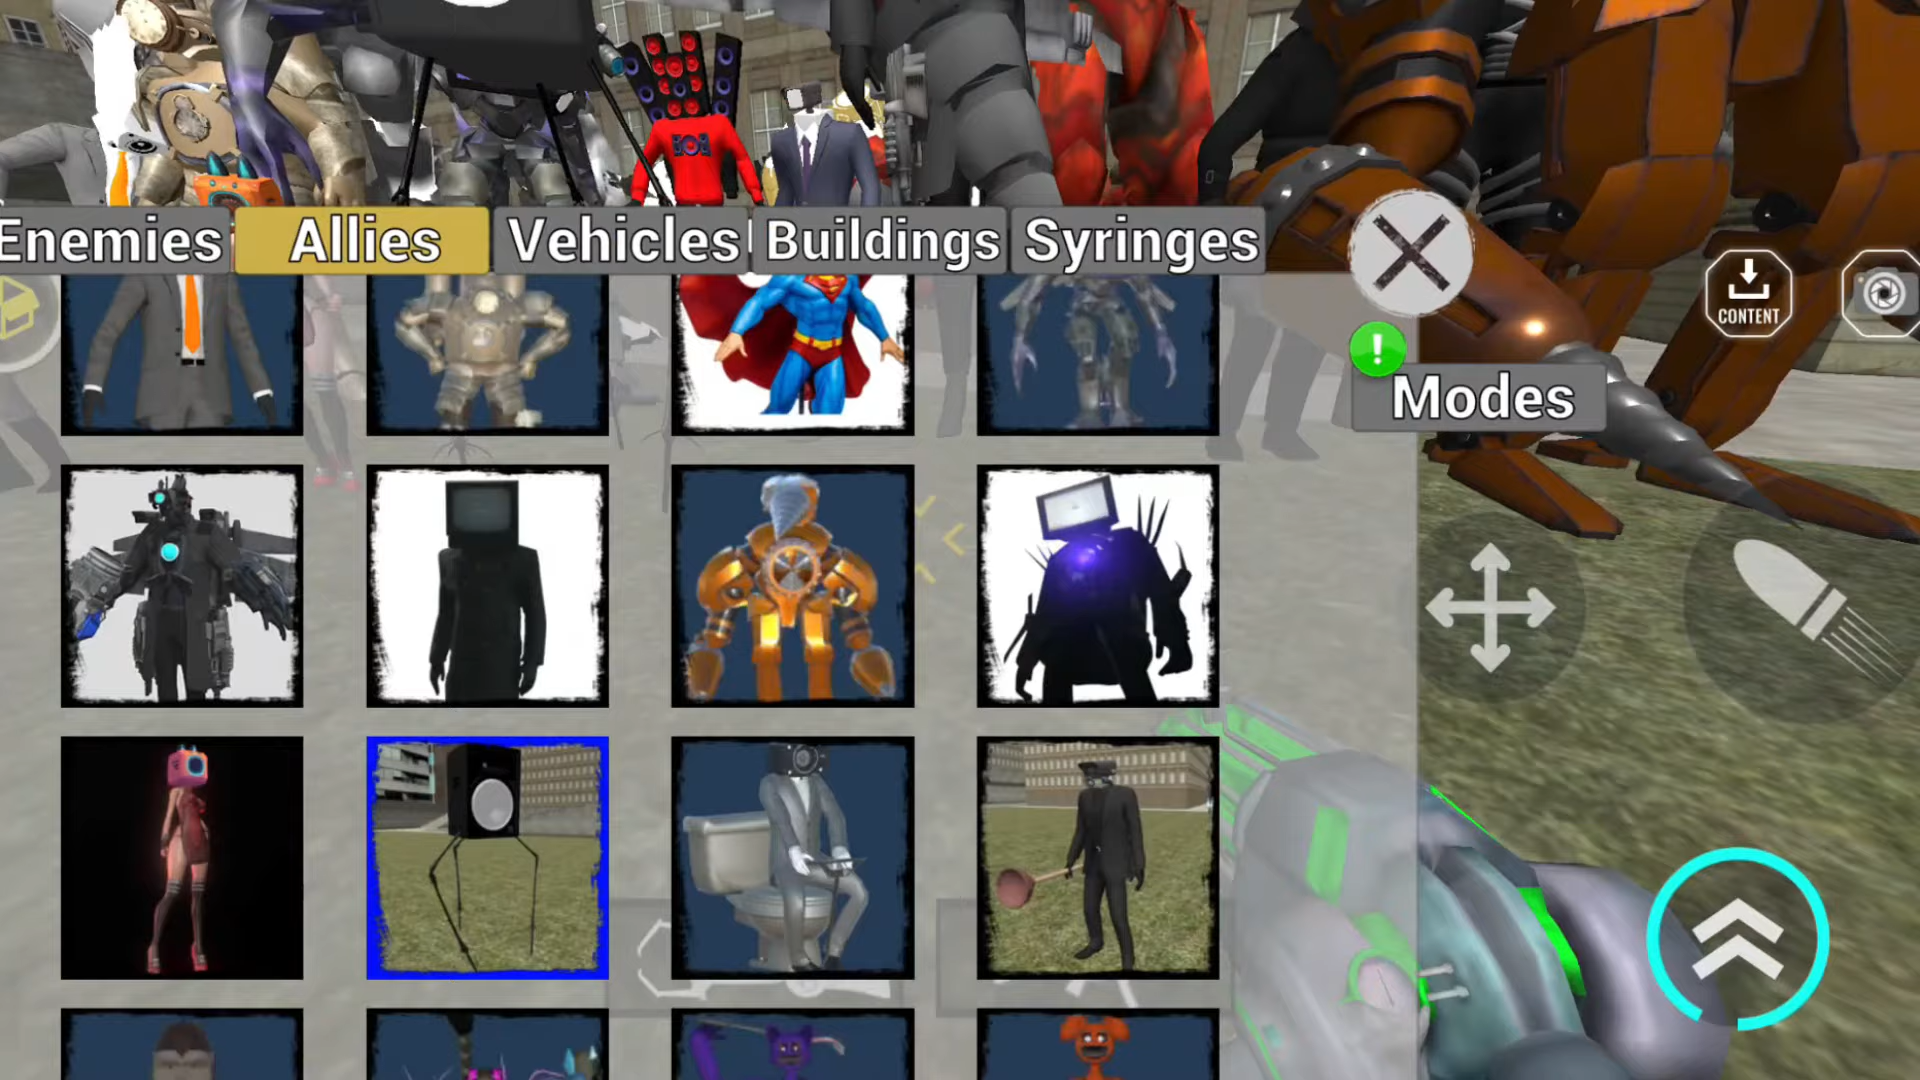 Enemies
Allies
Vehicles
Buildings
Syringes
CONTENT
!
Modes